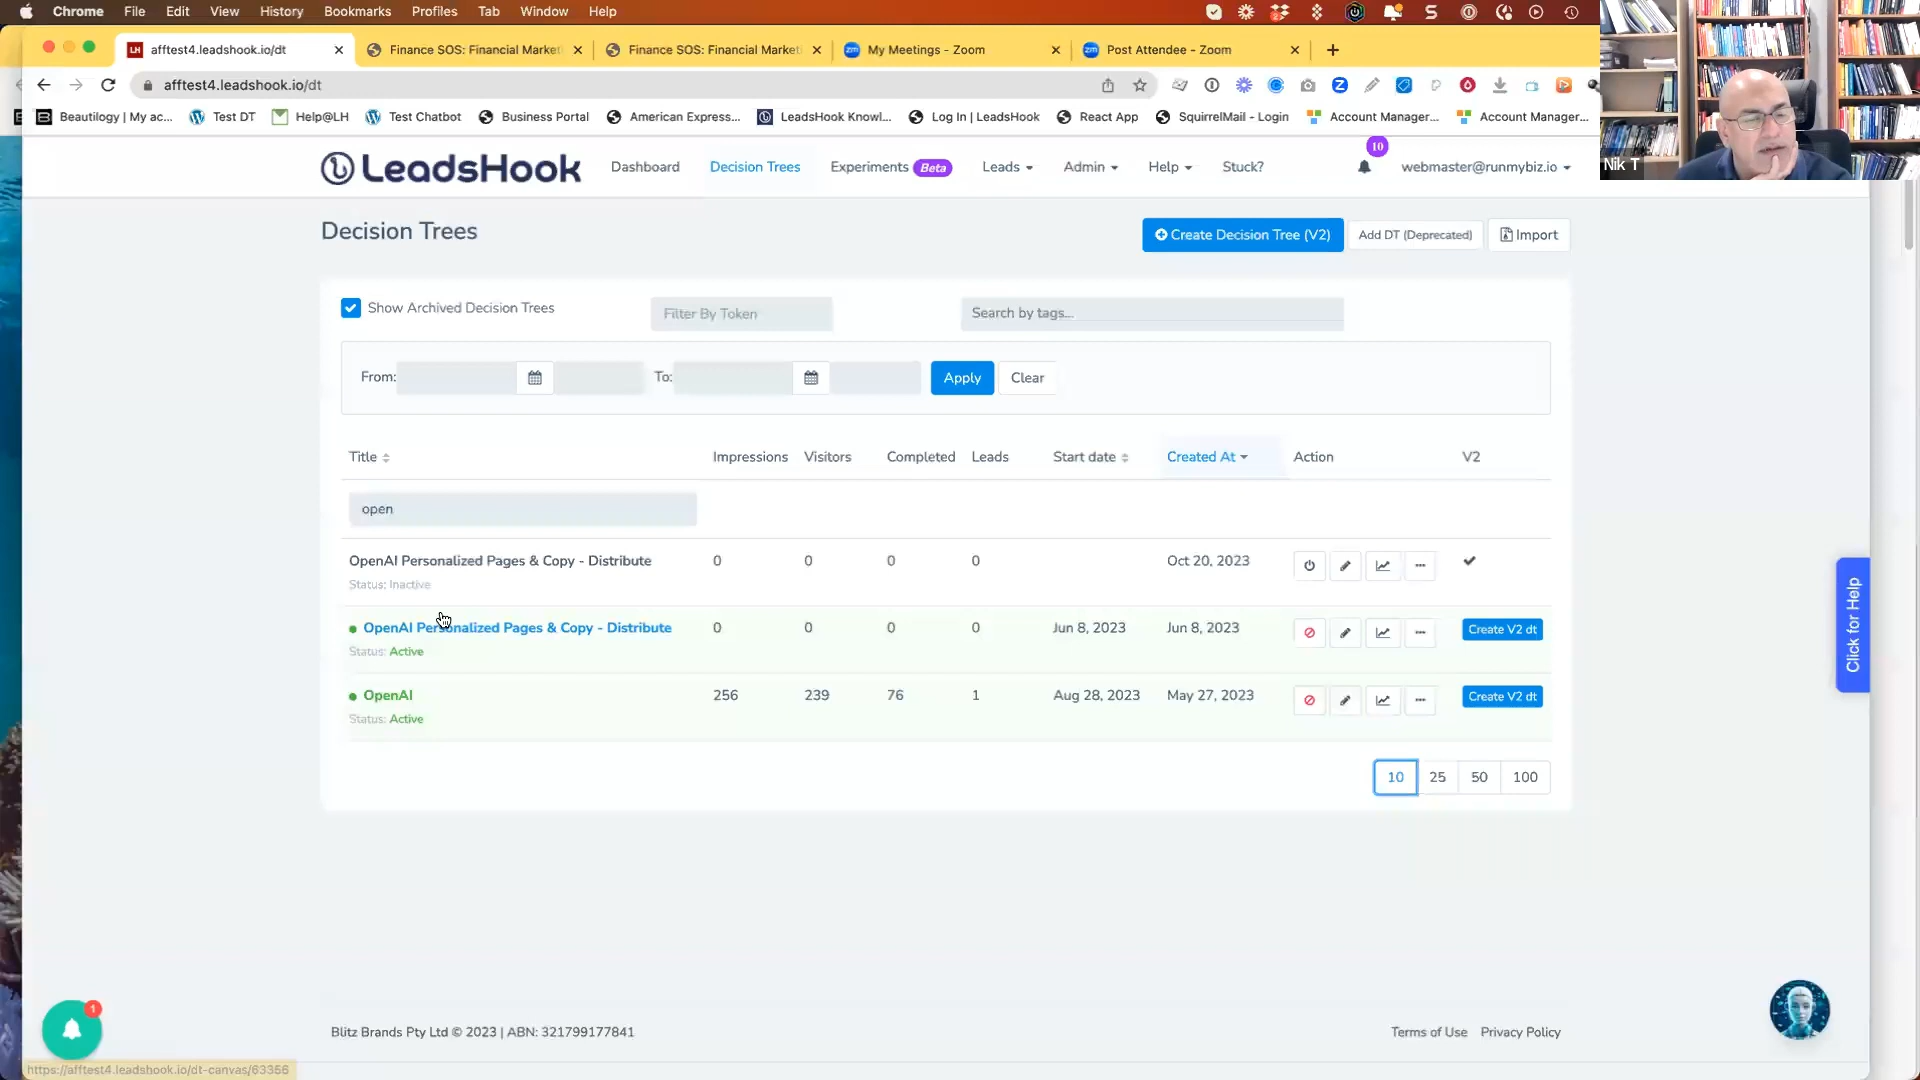 Chrome File Edit View History Bookmarks Profiles Tab Window Help
afftest4.leadshook.io/dt
Finance SOS: Financial Market
Finance SOS: Financial Market
My Meetings - Zoom
Post Attendee - Zoom
afftest4.leadshook.io/dt
Beautilogy | My ac...
Test DT
Help@LH
Test Chatbot
Business Portal
American Express...
LeadsHook Knowl...
Log In | LeadsHook
React App
SquirrelMail - Login
Account Manager...
Account Manager...
Nik T
LeadsHook
Dashboard
Decision Trees
Experiments Beta
Leads
Admin
Help
Stuck?
10
webmaster@runmybiz.io
Decision Trees
Create Decision Tree (V2)
Add DT (Deprecated)
Import
Show Archived Decision Trees
Filter By Token
Search by tags...
From:
To:
Apply
Clear
Title Impressions Visitors Completed Leads Start date Created At Action V2
open
OpenAI Personalized Pages & Copy - Distribute 0 0 0 0 Oct 20, 2023
Status: Inactive
OpenAI Personalized Pages & Copy - Distribute 0 0 0 0 Jun 8, 2023 Jun 8, 2023 Create V2 dt
Status: Active
OpenAI 256 239 76 1 Aug 28, 2023 May 27, 2023 Create V2 dt
Status: Active
10 25 50 100
Click for Help
1
Blitz Brands Pty Ltd © 2023 | ABN: 321799177841
Terms of Use Privacy Policy
https://afftest4.leadshook.io/dt-canvas/63356